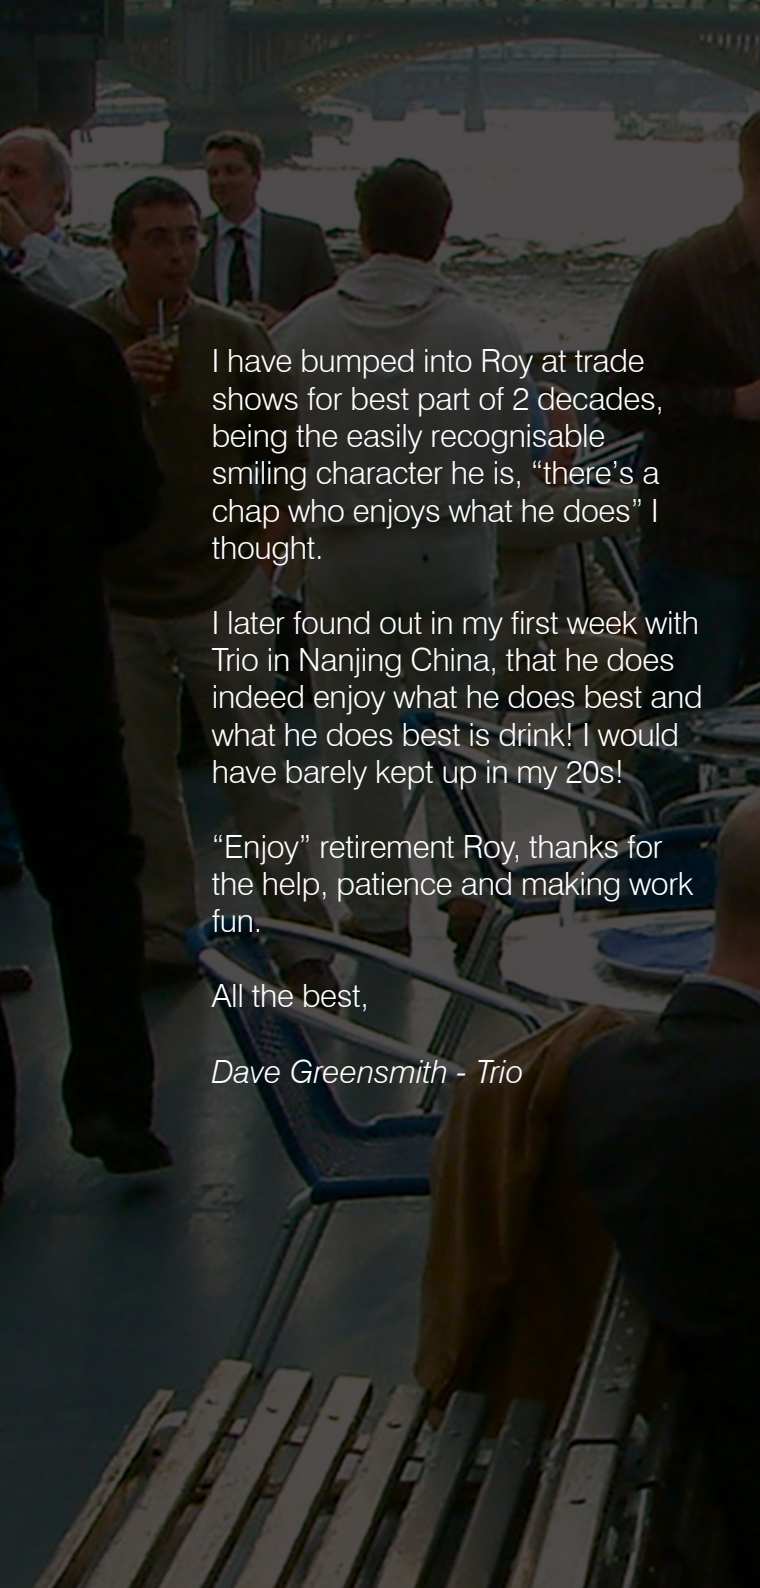 I have bumped into Roy at trade
shows for best part of 2 decades,
being the easily recognisable
smiling character he is, “there’s a
chap who enjoys what he does” I
thought.
I later found out in my first week with
Trio in Nanjing China, that he does
indeed enjoy what he does best and
what he does best is drink! I would
have barely kept up in my 20s!
“Enjoy” retirement Roy, thanks for
the help, patience and making work
fun.
All the best,
Dave Greensmith - Trio